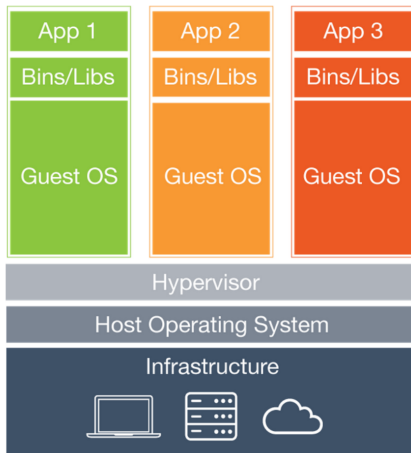 App 1
App 2
App 3
Bins/Libs
Bins/Libs
Bins/Libs
Guest OS
Guest OS
Guest OS
Hypervisor
Host Operating System
Infrastructure